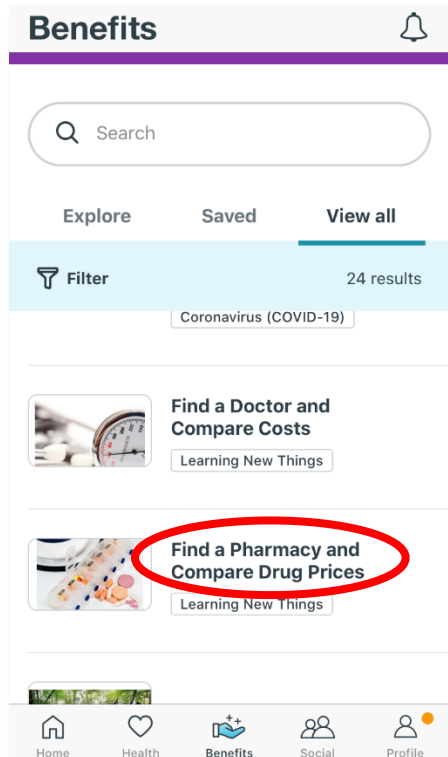 Benefits
Search
Explore Saved View all
Filter 24 results
Coronavirus (COVID-19)
Find a Doctor and
Compare Costs
Learning New Things
Find a Pharmacy and
Compare Drug Prices
Learning New Things
Home Health Benefits Social Profile